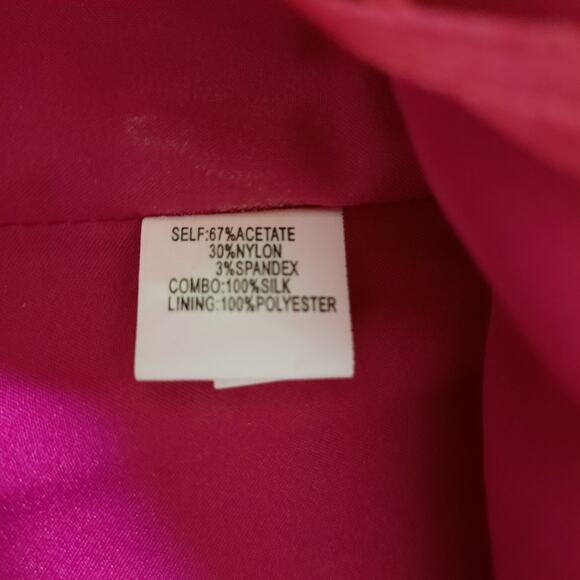 SELF:67%ACETATE
30%NYLON
3%SPANDEX
COMBO:100%SILK
LINING:100%POLYESTER